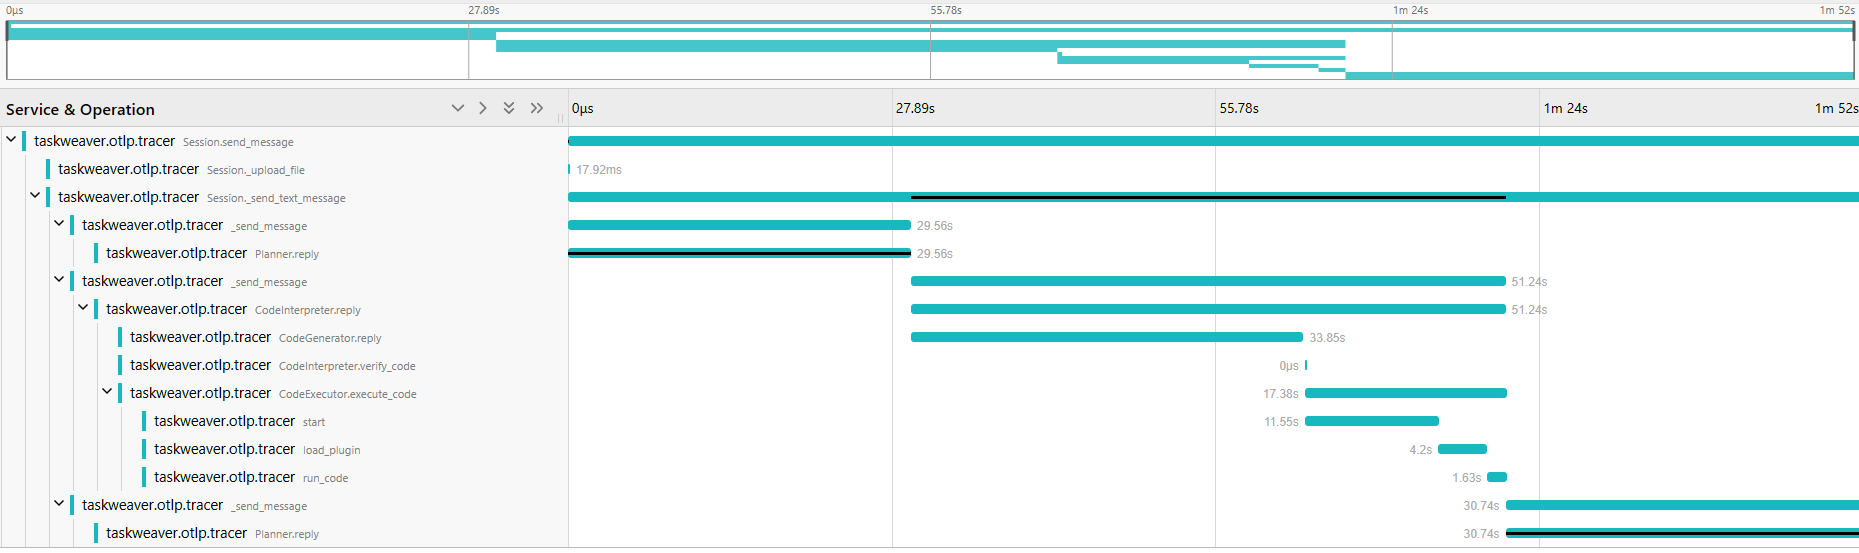 0μs 27.89s 55.78s 1m 24s 1m 52s
Service & Operation 0μs 27.89s 55.78s 1m 24s 1m 52s
taskweaver.otlp.tracer Session.send_message
taskweaver.otlp.tracer Session._upload_file 17.92ms
taskweaver.otlp.tracer Session._send_text_message
taskweaver.otlp.tracer _send_message 29.56s
taskweaver.otlp.tracer Planner.reply 29.56s
taskweaver.otlp.tracer _send_message 51.24s
taskweaver.otlp.tracer CodeInterpreter.reply 51.24s
taskweaver.otlp.tracer CodeGenerator.reply 33.85s
taskweaver.otlp.tracer CodeInterpreter.verify_code 0μs
taskweaver.otlp.tracer CodeExecutor.execute_code 17.38s
taskweaver.otlp.tracer start 11.55s
taskweaver.otlp.tracer load_plugin 4.2s
taskweaver.otlp.tracer run_code 1.63s
taskweaver.otlp.tracer _send_message 30.74s
taskweaver.otlp.tracer Planner.reply 30.74s